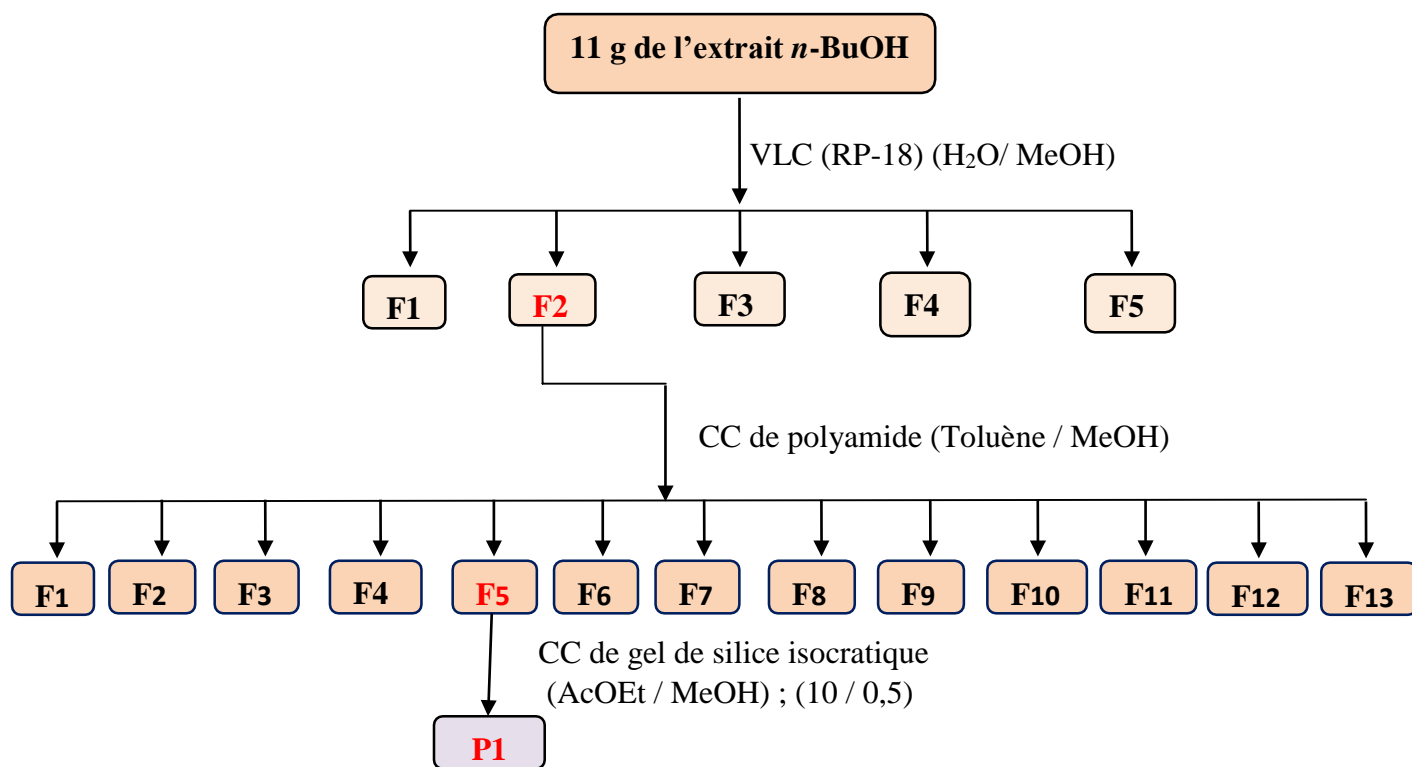 11 g de l’extrait n-BuOH
VLC (RP-18) (H₂O/ MeOH)
F1
F2
F3
F4
F5
CC de polyamide (Toluène / MeOH)
F1
F2
F3
F4
F5
F6
F7
F8
F9
F10
F11
F12
F13
CC de gel de silice isocratique
(AcOEt / MeOH) ; (10 / 0,5)
P1